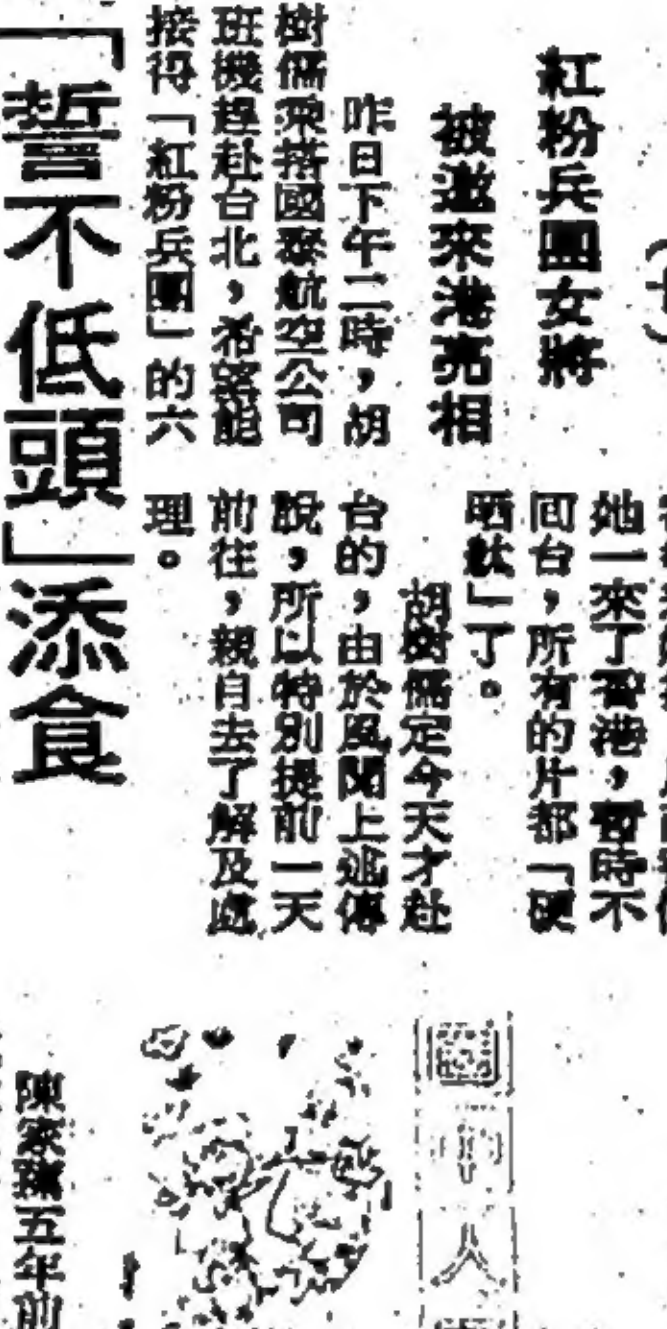 紅粉兵團女將
被邀來港亮相
昨日下午二時，胡
樹儒乘搭國泰航空公司
班機趕赴台北，希望能
接得「紅粉兵團」的六
她一來了香港，暫時不
回台，所有的片都「硬
晒軚」了。
胡樹儒定今天才赴
台的，由於風聞上述傳
說，所以特別提前一天
前往，親自去了解及處
理。
「誓不低頭」添食
中人
陳家五年前